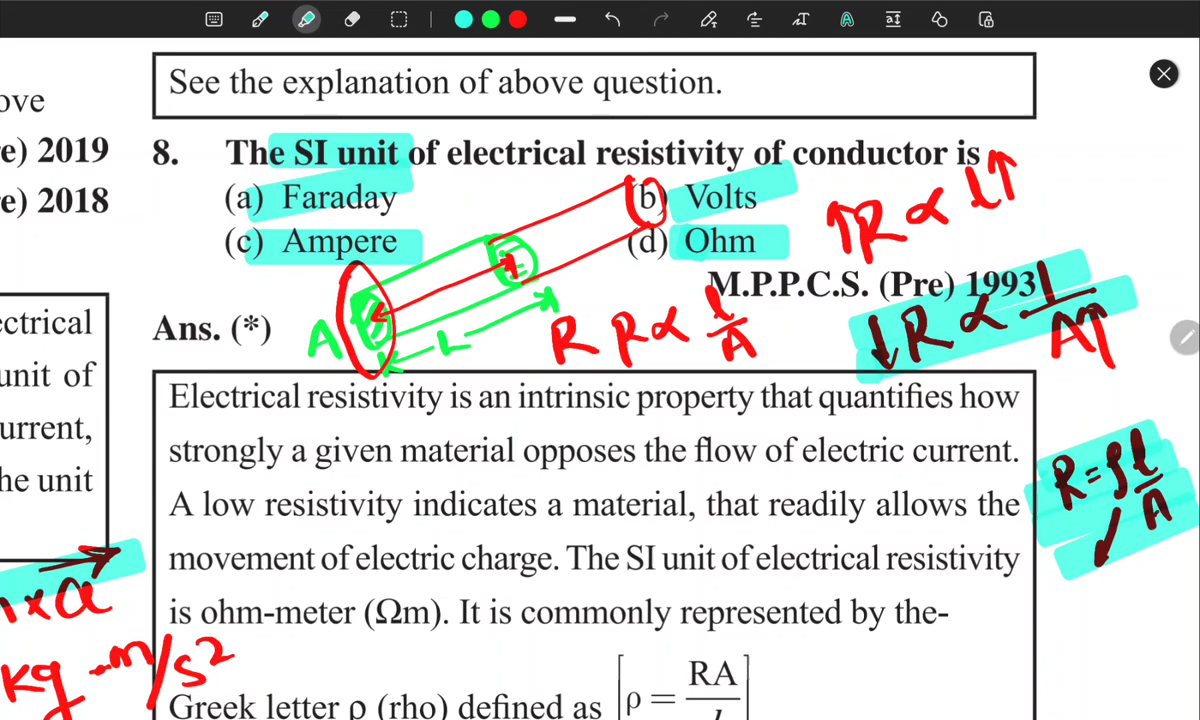 See the explanation of above question.
ove
e) 2019
e) 2018
8. The SI unit of electrical resistivity of conductor is
(a) Faraday (b) Volts
(c) Ampere (d) Ohm
M.P.P.C.S. (Pre) 1993
Ans. (*)
↑R ∝ l↑
↓R ∝ 1/A↑
A
L
R R ∝ l/A
ectrical
unit of
urrent,
he unit
Electrical resistivity is an intrinsic property that quantifies how
strongly a given material opposes the flow of electric current.
A low resistivity indicates a material, that readily allows the
movement of electric charge. The SI unit of electrical resistivity
is ohm-meter (Ωm). It is commonly represented by the-
Greek letter ρ (rho) defined as [ρ = RA/l]
R = ρ l/A
×a
kg-m/s²